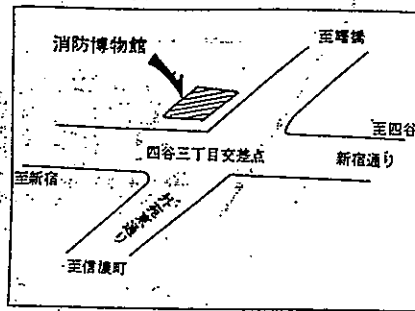 至曙橋
消防博物館
至四谷
四谷三丁目交差点
新宿通り
至新宿
外苑東通り
至信濃町